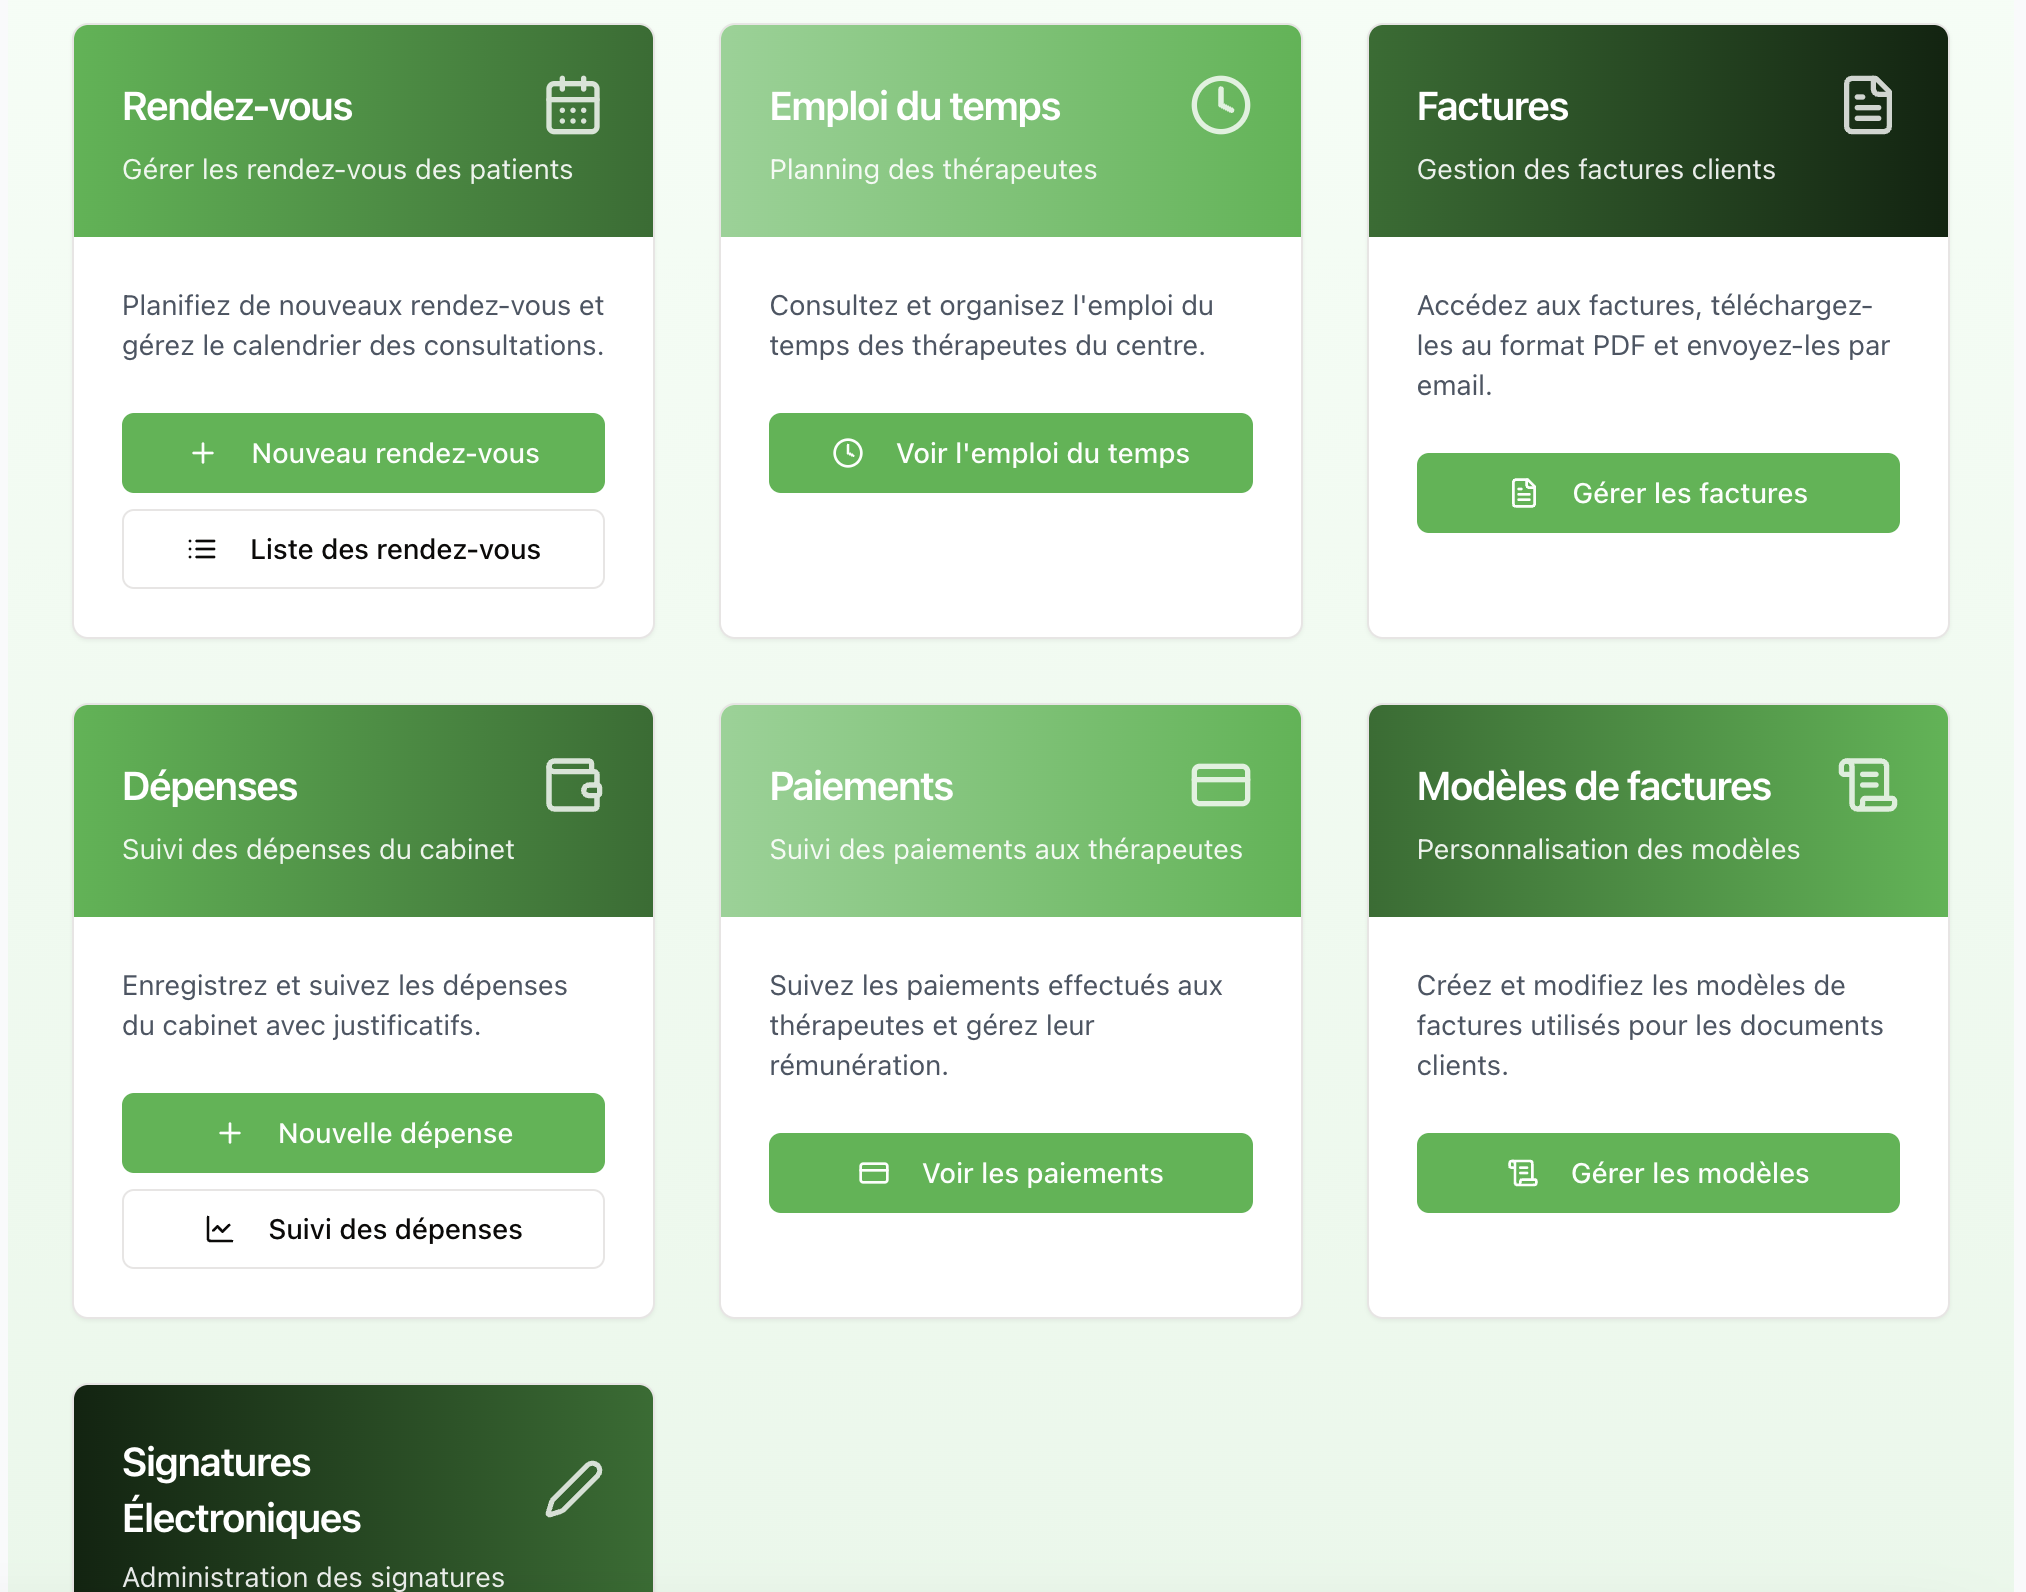 Rendez-vous
Gérer les rendez-vous des patients
Planifiez de nouveaux rendez-vous et
gérez le calendrier des consultations.
Nouveau rendez-vous
Liste des rendez-vous
Emploi du temps
Planning des thérapeutes
Consultez et organisez l'emploi du
temps des thérapeutes du centre.
Voir l'emploi du temps
Factures
Gestion des factures clients
Accédez aux factures, téléchargez-
les au format PDF et envoyez-les par
email.
Gérer les factures
Dépenses
Suivi des dépenses du cabinet
Enregistrez et suivez les dépenses
du cabinet avec justificatifs.
Nouvelle dépense
Suivi des dépenses
Paiements
Suivi des paiements aux thérapeutes
Suivez les paiements effectués aux
thérapeutes et gérez leur
rémunération.
Voir les paiements
Modèles de factures
Personnalisation des modèles
Créez et modifiez les modèles de
factures utilisés pour les documents
clients.
Gérer les modèles
Signatures
Électroniques
Administration des signatures